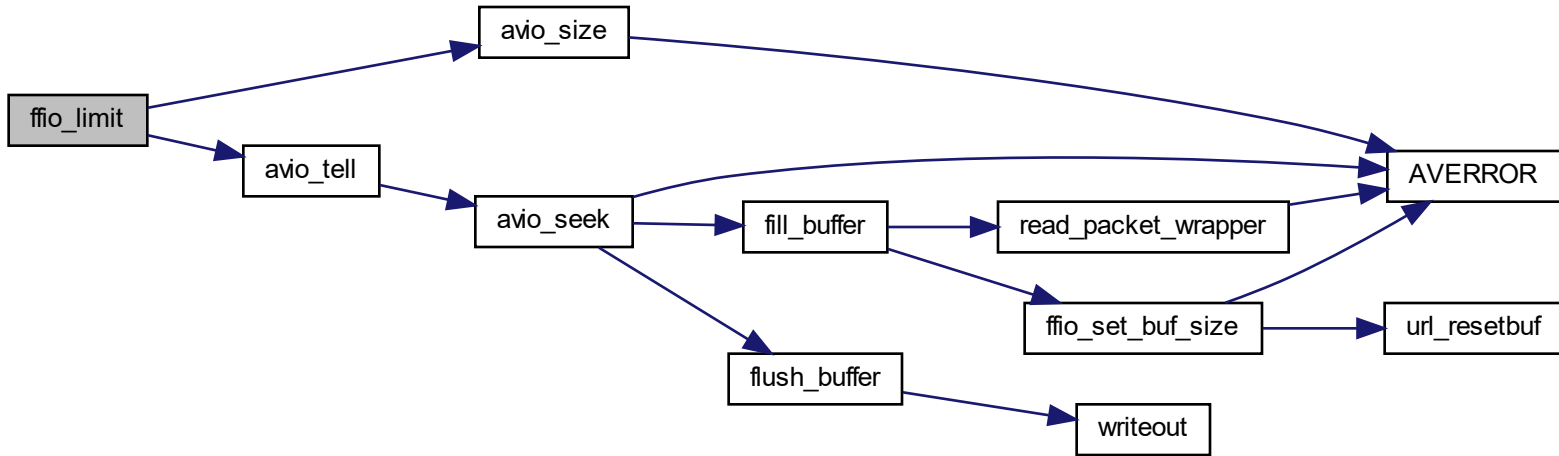 ffio_limit
avio_size
avio_tell
avio_seek
fill_buffer
flush_buffer
read_packet_wrapper
ffio_set_buf_size
writeout
AVERROR
url_resetbuf